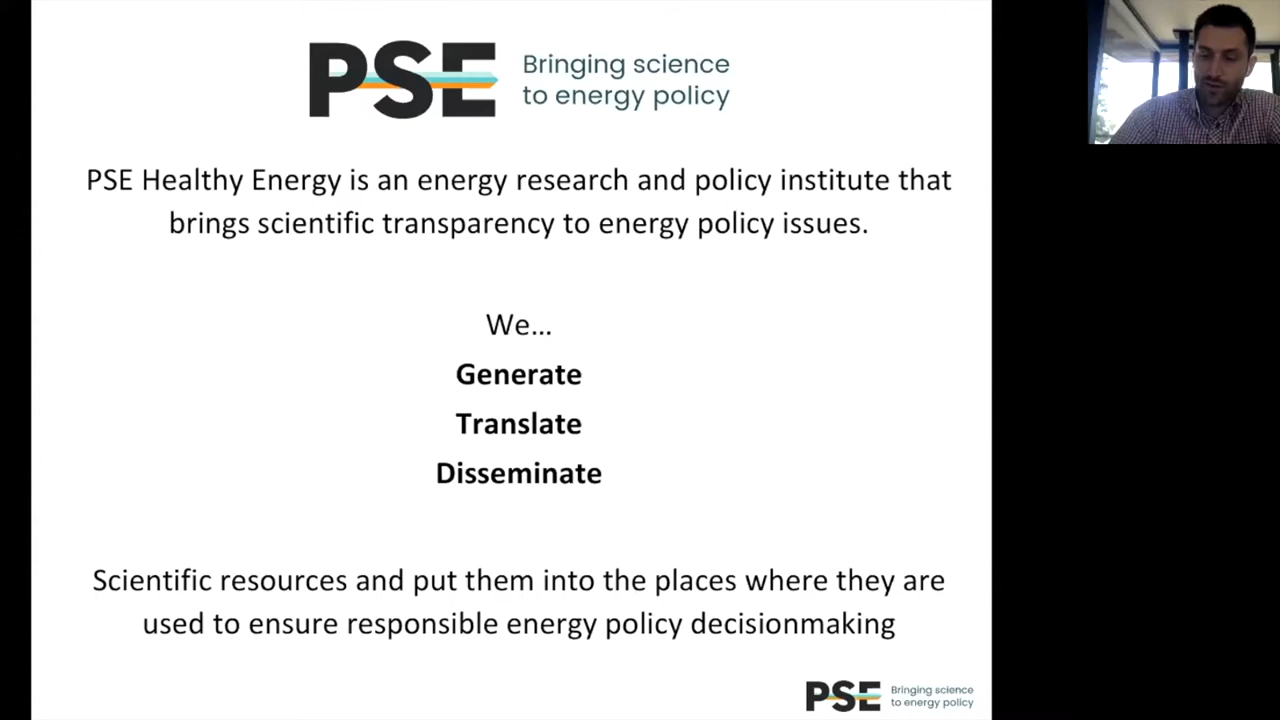 PSE
Bringing science
to energy policy
PSE Healthy Energy is an energy research and policy institute that
brings scientific transparency to energy policy issues.
We...
Generate
Translate
Disseminate
Scientific resources and put them into the places where they are
used to ensure responsible energy policy decisionmaking
PSE
Bringing science
to energy policy